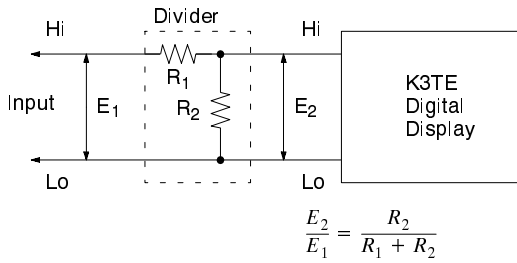 Divider
Hi
Hi
R1
Input
E1
R2
E2
K3TE
Digital
Display
Lo
Lo
E2/E1 = R2/(R1 + R2)